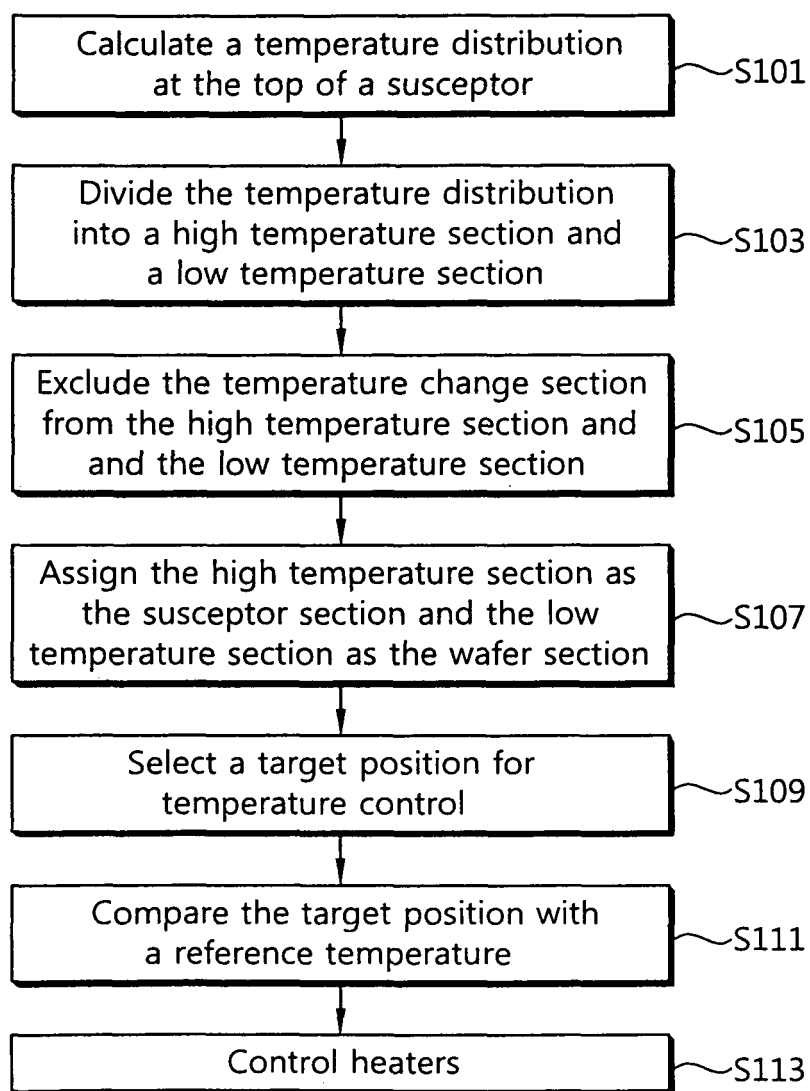 Calculate a temperature distribution
at the top of a susceptor
S101
Divide the temperature distribution
into a high temperature section and
a low temperature section
S103
Exclude the temperature change section
from the high temperature section and
and the low temperature section
S105
Assign the high temperature section as
the susceptor section and the low
temperature section as the wafer section
S107
Select a target position for
temperature control
S109
Compare the target position with
a reference temperature
S111
Control heaters
S113